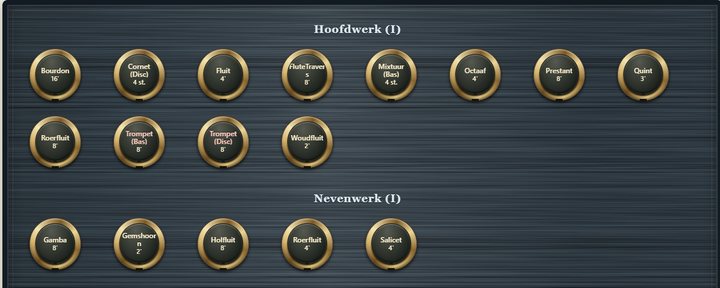 Hoofdwerk (I)
Bourdon
16'
Cornet
(Disc)
4 st.
Fluit
4'
FluteTraver
s
8'
Mixtuur
(Bas)
4 st.
Octaaf
4'
Prestant
8'
Quint
3'
Roerfluit
8'
Trompet
(Bas)
8'
Trompet
(Disc)
8'
Woudfluit
2'
Nevenwerk (I)
Gamba
8'
Gemshoor
n
2'
Holfluit
8'
Roerfluit
4'
Salicet
4'